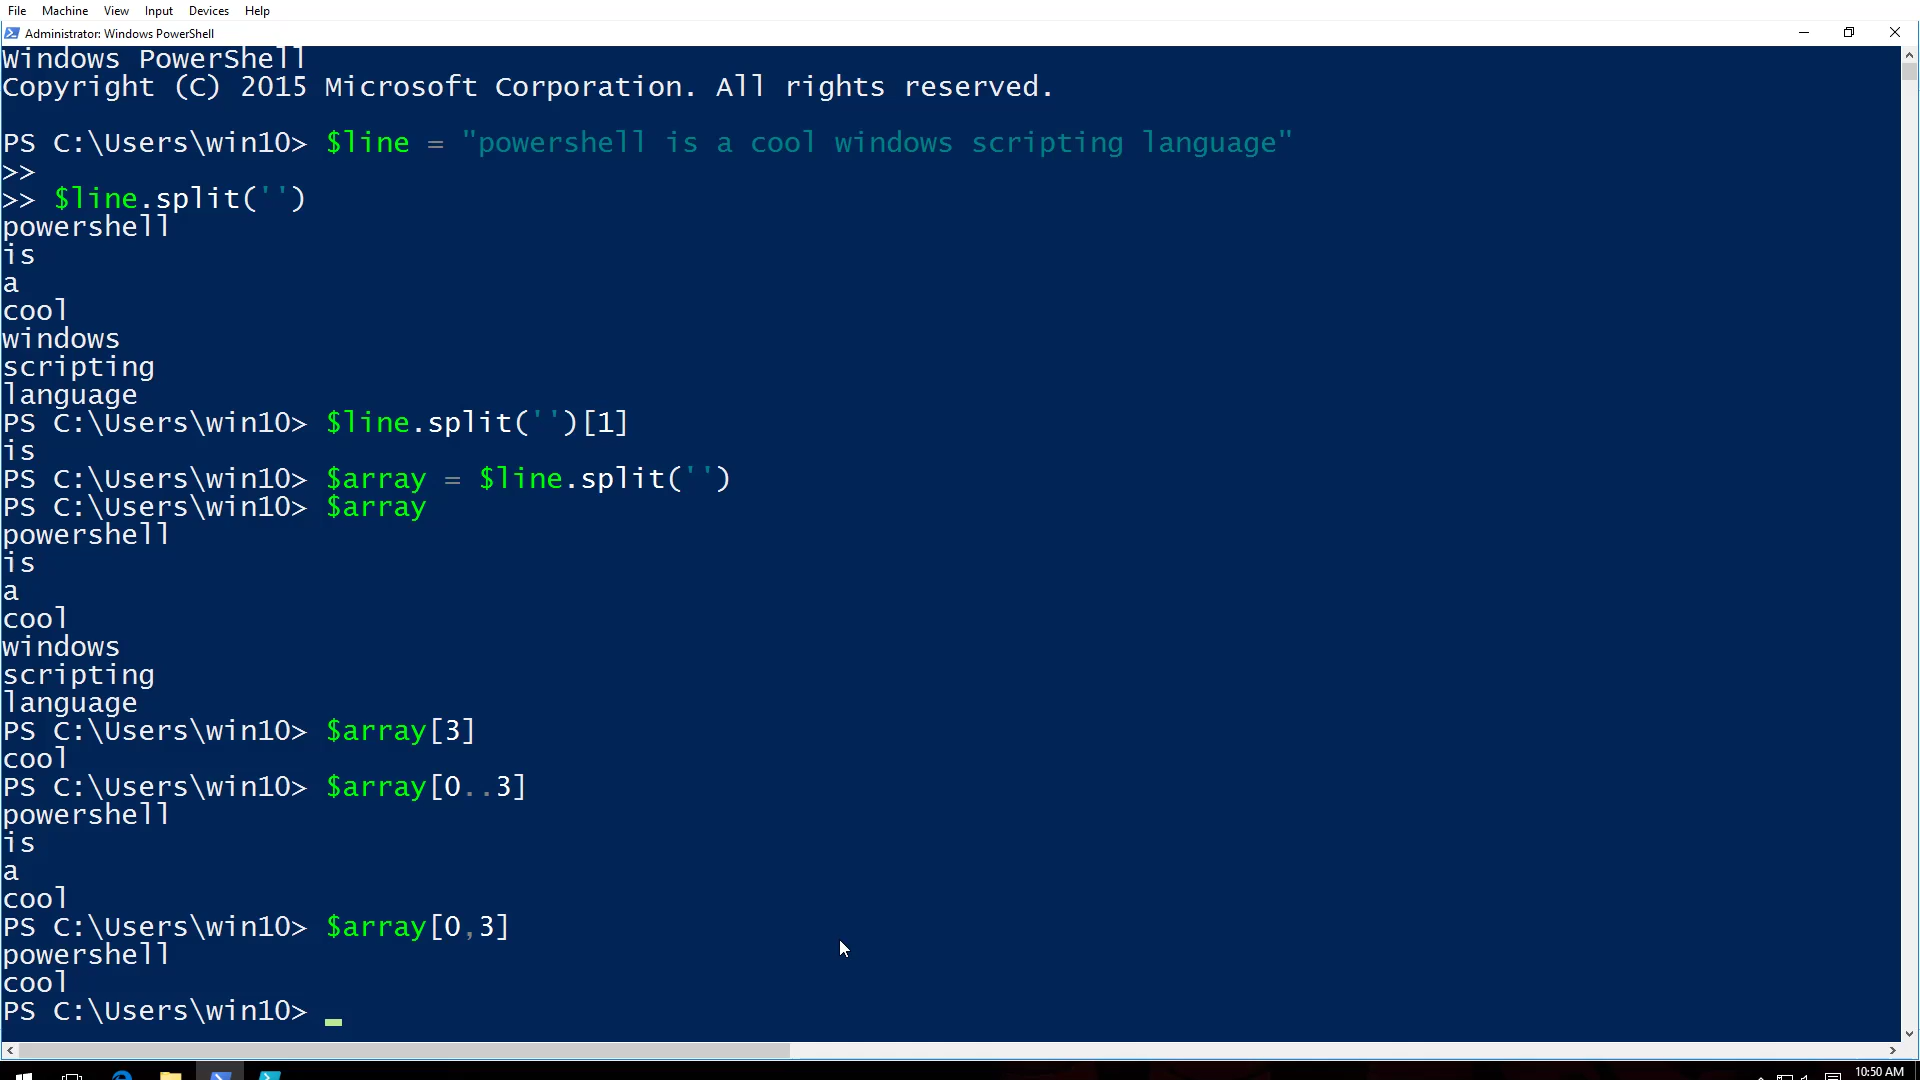 File Machine View Input Devices Help
Administrator: Windows PowerShell
Windows PowerShell
Copyright (C) 2015 Microsoft Corporation. All rights reserved.
PS C:\Users\win10> $line = "powershell is a cool windows scripting language"
>>
>> $line.split('')
powershell
is
a
cool
windows
scripting
language
PS C:\Users\win10> $line.split('')[1]
is
PS C:\Users\win10> $array = $line.split('')
PS C:\Users\win10> $array
powershell
is
a
cool
windows
scripting
language
PS C:\Users\win10> $array[3]
cool
PS C:\Users\win10> $array[0..3]
powershell
is
a
cool
PS C:\Users\win10> $array[0,3]
powershell
cool
PS C:\Users\win10>
10:50 AM